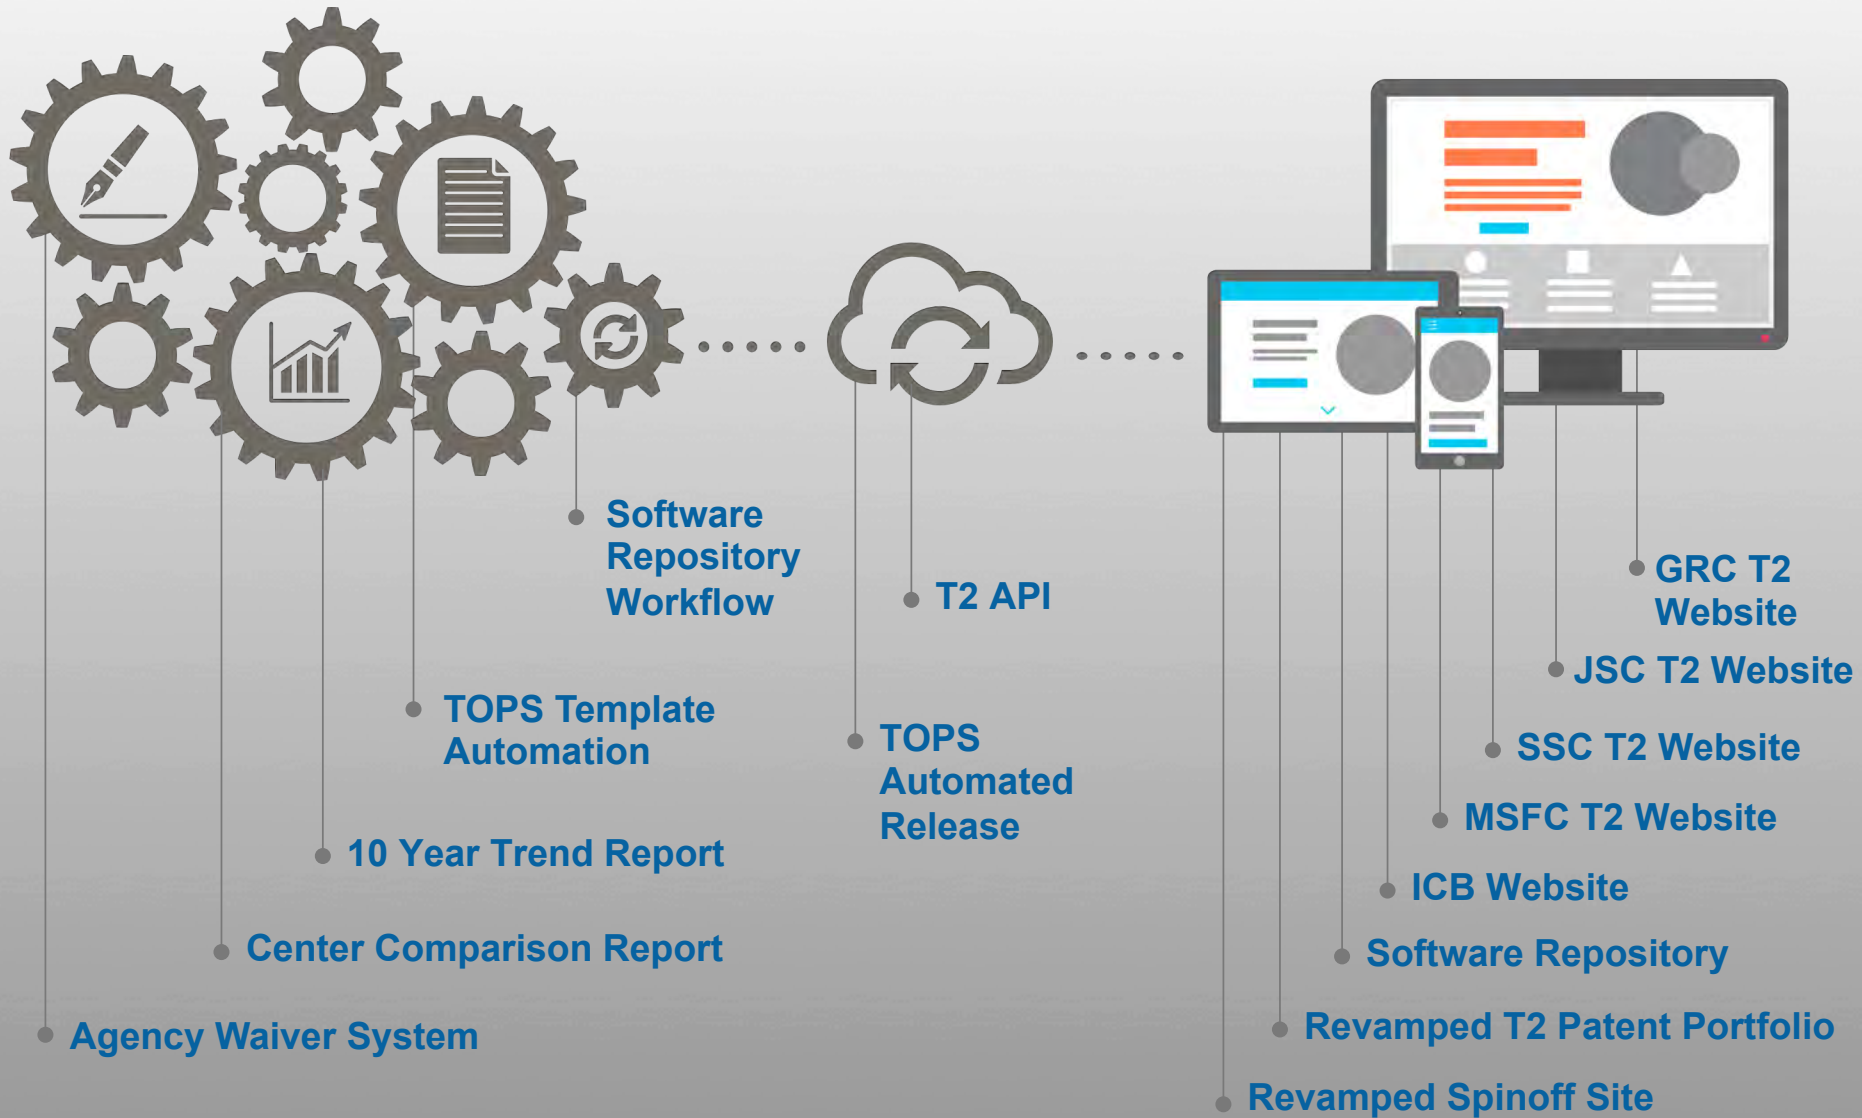 Software
Repository
Workflow
TOPS Template
Automation
10 Year Trend Report
Center Comparison Report
Agency Waiver System
T2 API
TOPS
Automated
Release
GRC T2
Website
JSC T2 Website
SSC T2 Website
MSFC T2 Website
ICB Website
Software Repository
Revamped T2 Patent Portfolio
Revamped Spinoff Site